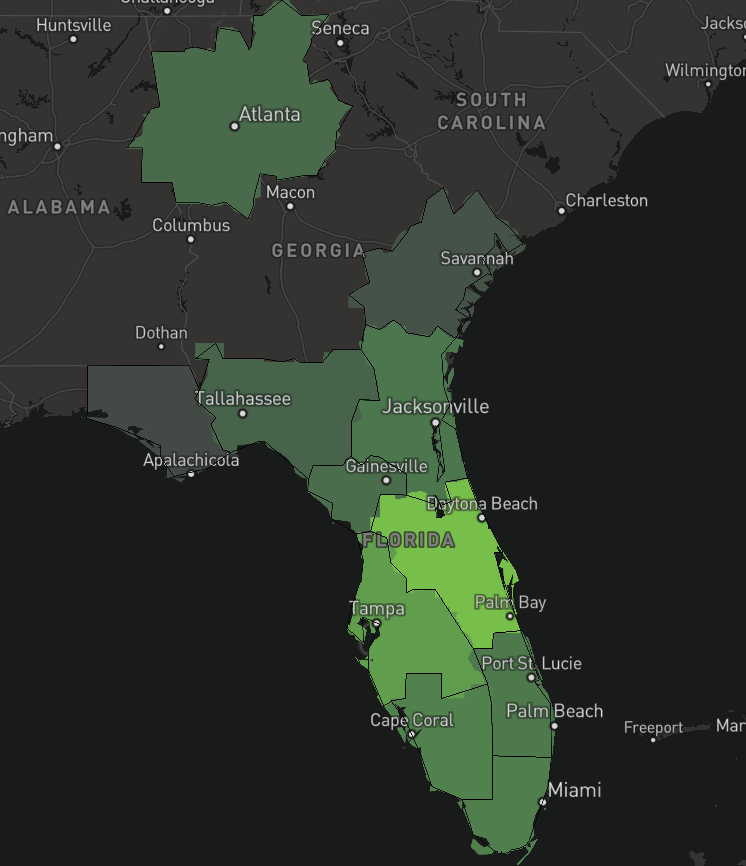 Chattanooga
Huntsville
Seneca
Jackso
Wilmington
SOUTH
CAROLINA
Atlanta
ngham
Macon
ALABAMA
Charleston
Columbus
GEORGIA
Savannah
Dothan
Tallahassee
Jacksonville
Apalachicola
Gainesville
Daytona Beach
FLORIDA
Palm Bay
Tampa
Port St. Lucie
Palm Beach
Cape Coral
Freeport
Mar
Miami